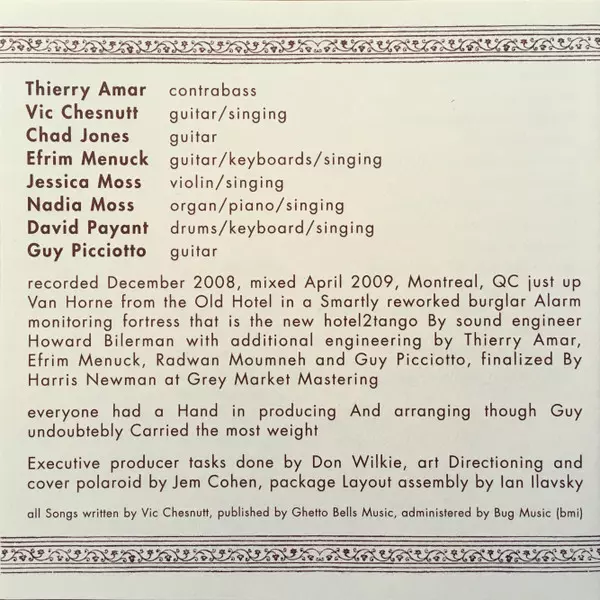 Thierry Amar contrabass
Vic Chesnutt guitar/singing
Chad Jones guitar
Efrim Menuck guitar/keyboards/singing
Jessica Moss violin/singing
Nadia Moss organ/piano/singing
David Payant drums/keyboard/singing
Guy Picciotto guitar
recorded December 2008, mixed April 2009, Montreal, QC just up
Van Horne from the Old Hotel in a Smartly reworked burglar Alarm
monitoring fortress that is the new hotel2tango By sound engineer
Howard Bilerman with additional engineering by Thierry Amar,
Efrim Menuck, Radwan Moumneh and Guy Picciotto, finalized By
Harris Newman at Grey Market Mastering
everyone had a Hand in producing And arranging though Guy
undoubtebly Carried the most weight
Executive producer tasks done by Don Wilkie, art Directioning and
cover polaroid by Jem Cohen, package Layout assembly by Ian Ilavsky
all Songs written by Vic Chesnutt, published by Ghetto Bells Music, administered by Bug Music (bmi)